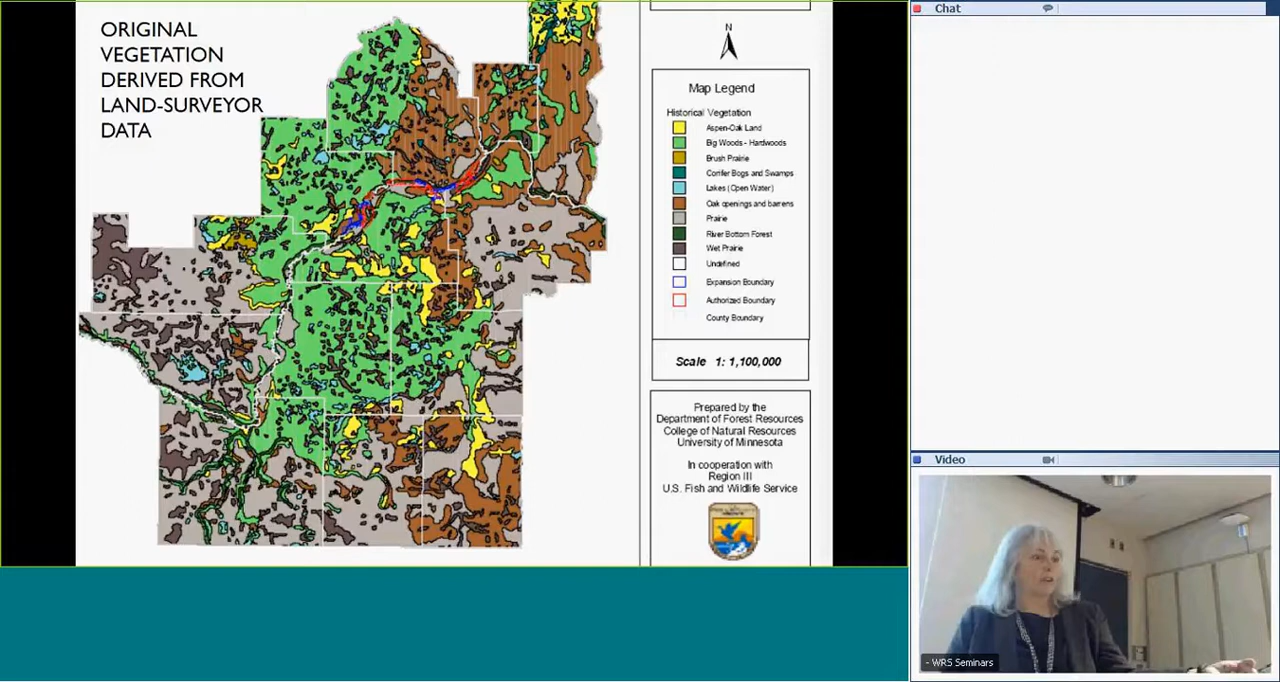 ORIGINAL
VEGETATION
DERIVED FROM
LAND-SURVEYOR
DATA
N
Map Legend
Historical Vegetation
Aspen-Oak Land
Big Woods - Hardwoods
Brush Prairie
Conifer Bogs and Swamps
Lakes (Open Water)
Oak openings and barrens
Prairie
River Bottom Forest
Wet Prairie
Undefined
Expansion Boundary
Authorized Boundary
County Boundary
Scale 1: 1,100,000
Prepared by the
Department of Forest Resources
College of Natural Resources
University of Minnesota
In cooperation with
Region III
U.S. Fish and Wildlife Service
Chat
Video
- WRS Seminars